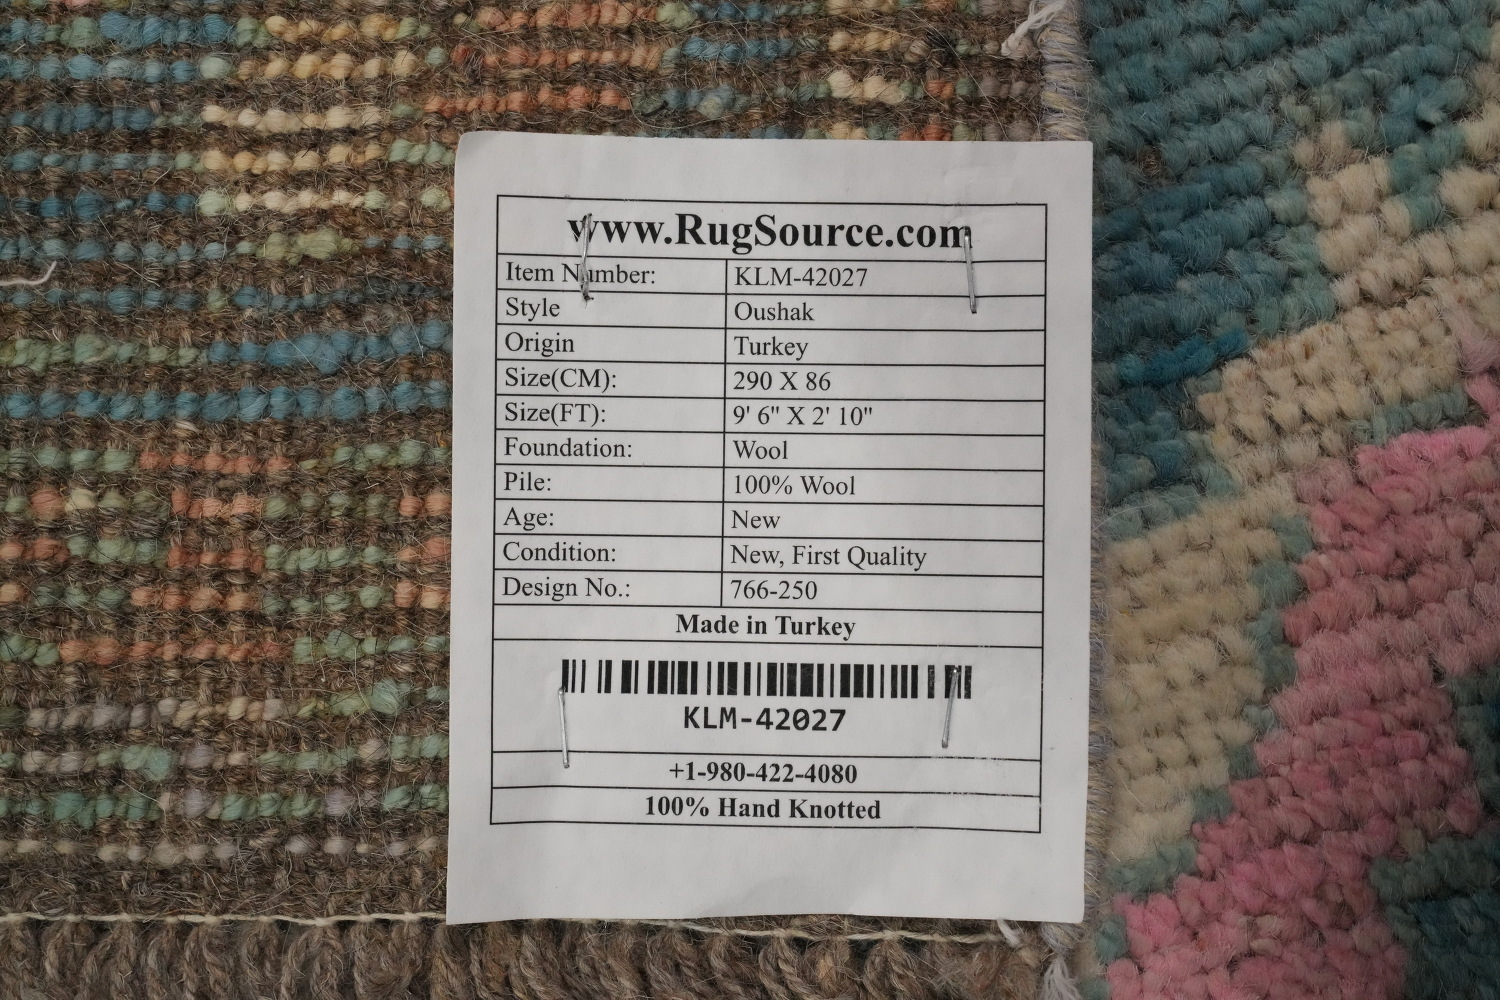 www.RugSource.com
Item Number: KLM-42027
Style Oushak
Origin Turkey
Size(CM): 290 X 86
Size(FT): 9' 6" X 2' 10"
Foundation: Wool
Pile: 100% Wool
Age: New
Condition: New, First Quality
Design No.: 766-250
Made in Turkey
KLM-42027
+1-980-422-4080
100% Hand Knotted